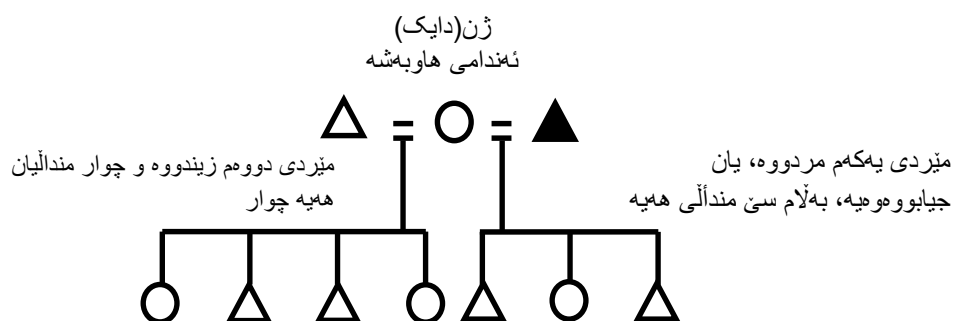 ژن(دایک)
ئەندامی هاوبەشە
مێردی یەکەم مردووە، یان
جیابووەوەیە، بەڵام سێ منداڵی هەیە
مێردی دووەم زیندووە و چوار منداڵیان
هەیە چوار